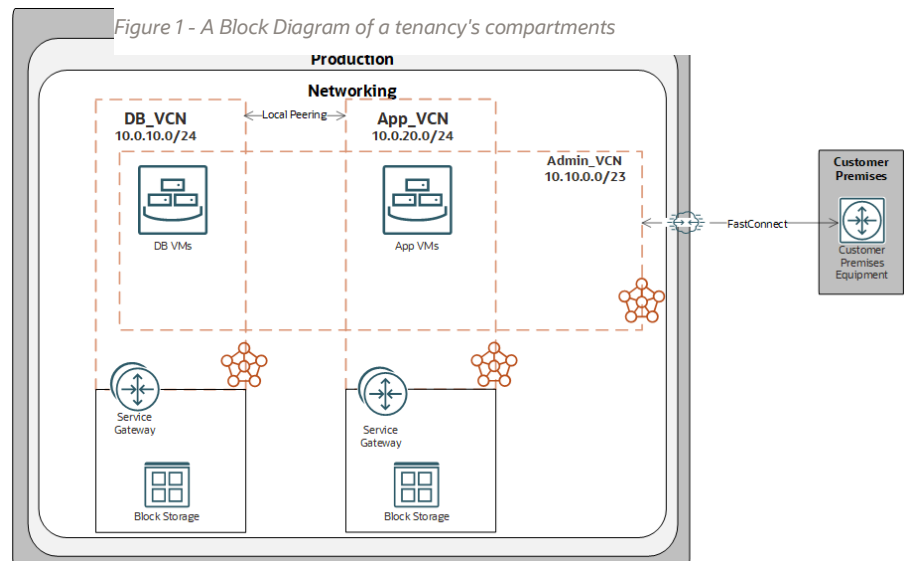 Figure 1 - A Block Diagram of a tenancy's compartments
Production
Networking
DB_VCN
10.0.10.0/24
Local Peering
App_VCN
10.0.20.0/24
Admin_VCN
10.10.0.0/23
DB VMs
App VMs
FastConnect
Customer
Premises
Customer
Premises
Equipment
Service
Gateway
Service
Gateway
Block Storage
Block Storage